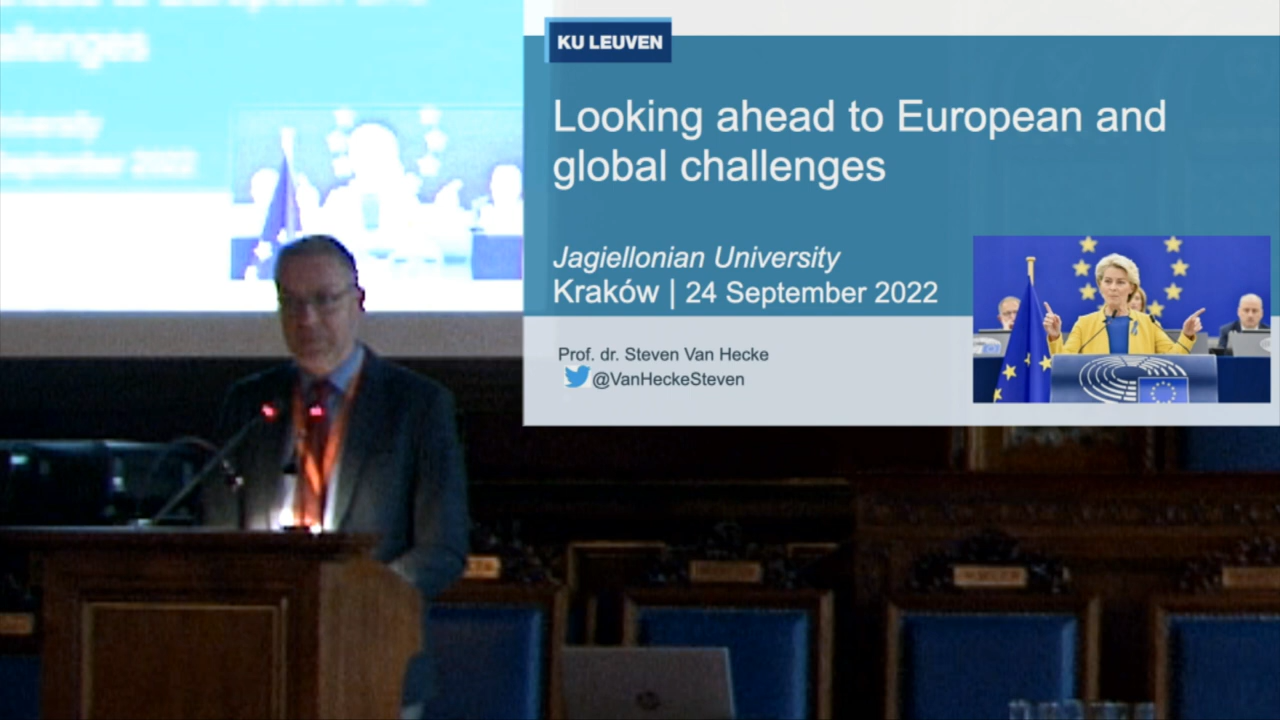 KU LEUVEN
Looking ahead to European and
global challenges
Jagiellonian University
Kraków | 24 September 2022
Prof. dr. Steven Van Hecke
@VanHeckeSteven